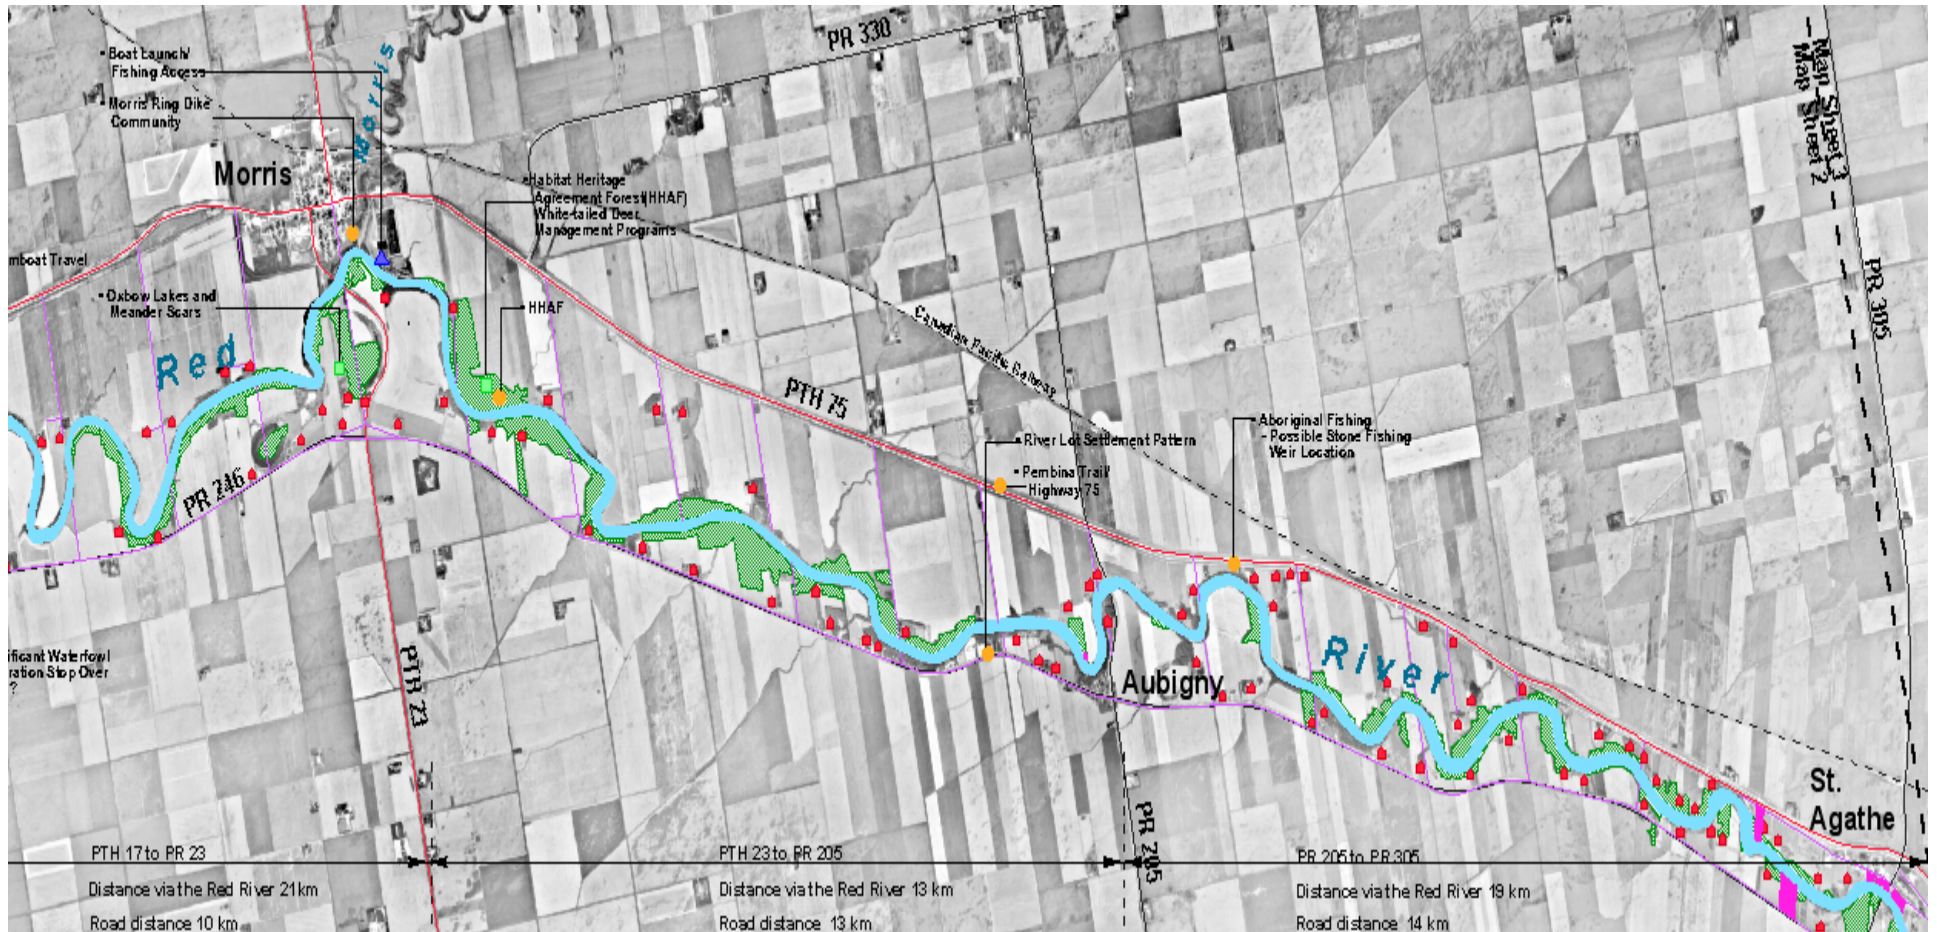 • Boat Launch/
Fishing Access
• Morris Ring Dike
Community
Morris
Morris
PR 330
Map Sheet 3
Map Sheet 2
PR 305
• Habitat Heritage
Agreement Forest(HHAF)
White-tailed Deer
Management Programs
mboat Travel
• Oxbow Lakes and
Meander Scars
• HHAF
Red
Canadian Pacific Railway
PTH 75
• Aboriginal Fishing
- Possible Stone Fishing
Weir Location
• River Lot Settlement Pattern
• Pembina Trail/
Highway 75
PR 246
ificant Waterfowl
ration Stop Over
?
PTH 23
Aubigny
River
St.
Agathe
PR 205
PTH 17 to PR 23
Distance via the Red River 21 km
Road distance 10 km
PTH 23 to PR 205
Distance via the Red River 13 km
Road distance 13 km
PR 205 to PR 305
Distance via the Red River 19 km
Road distance 14 km